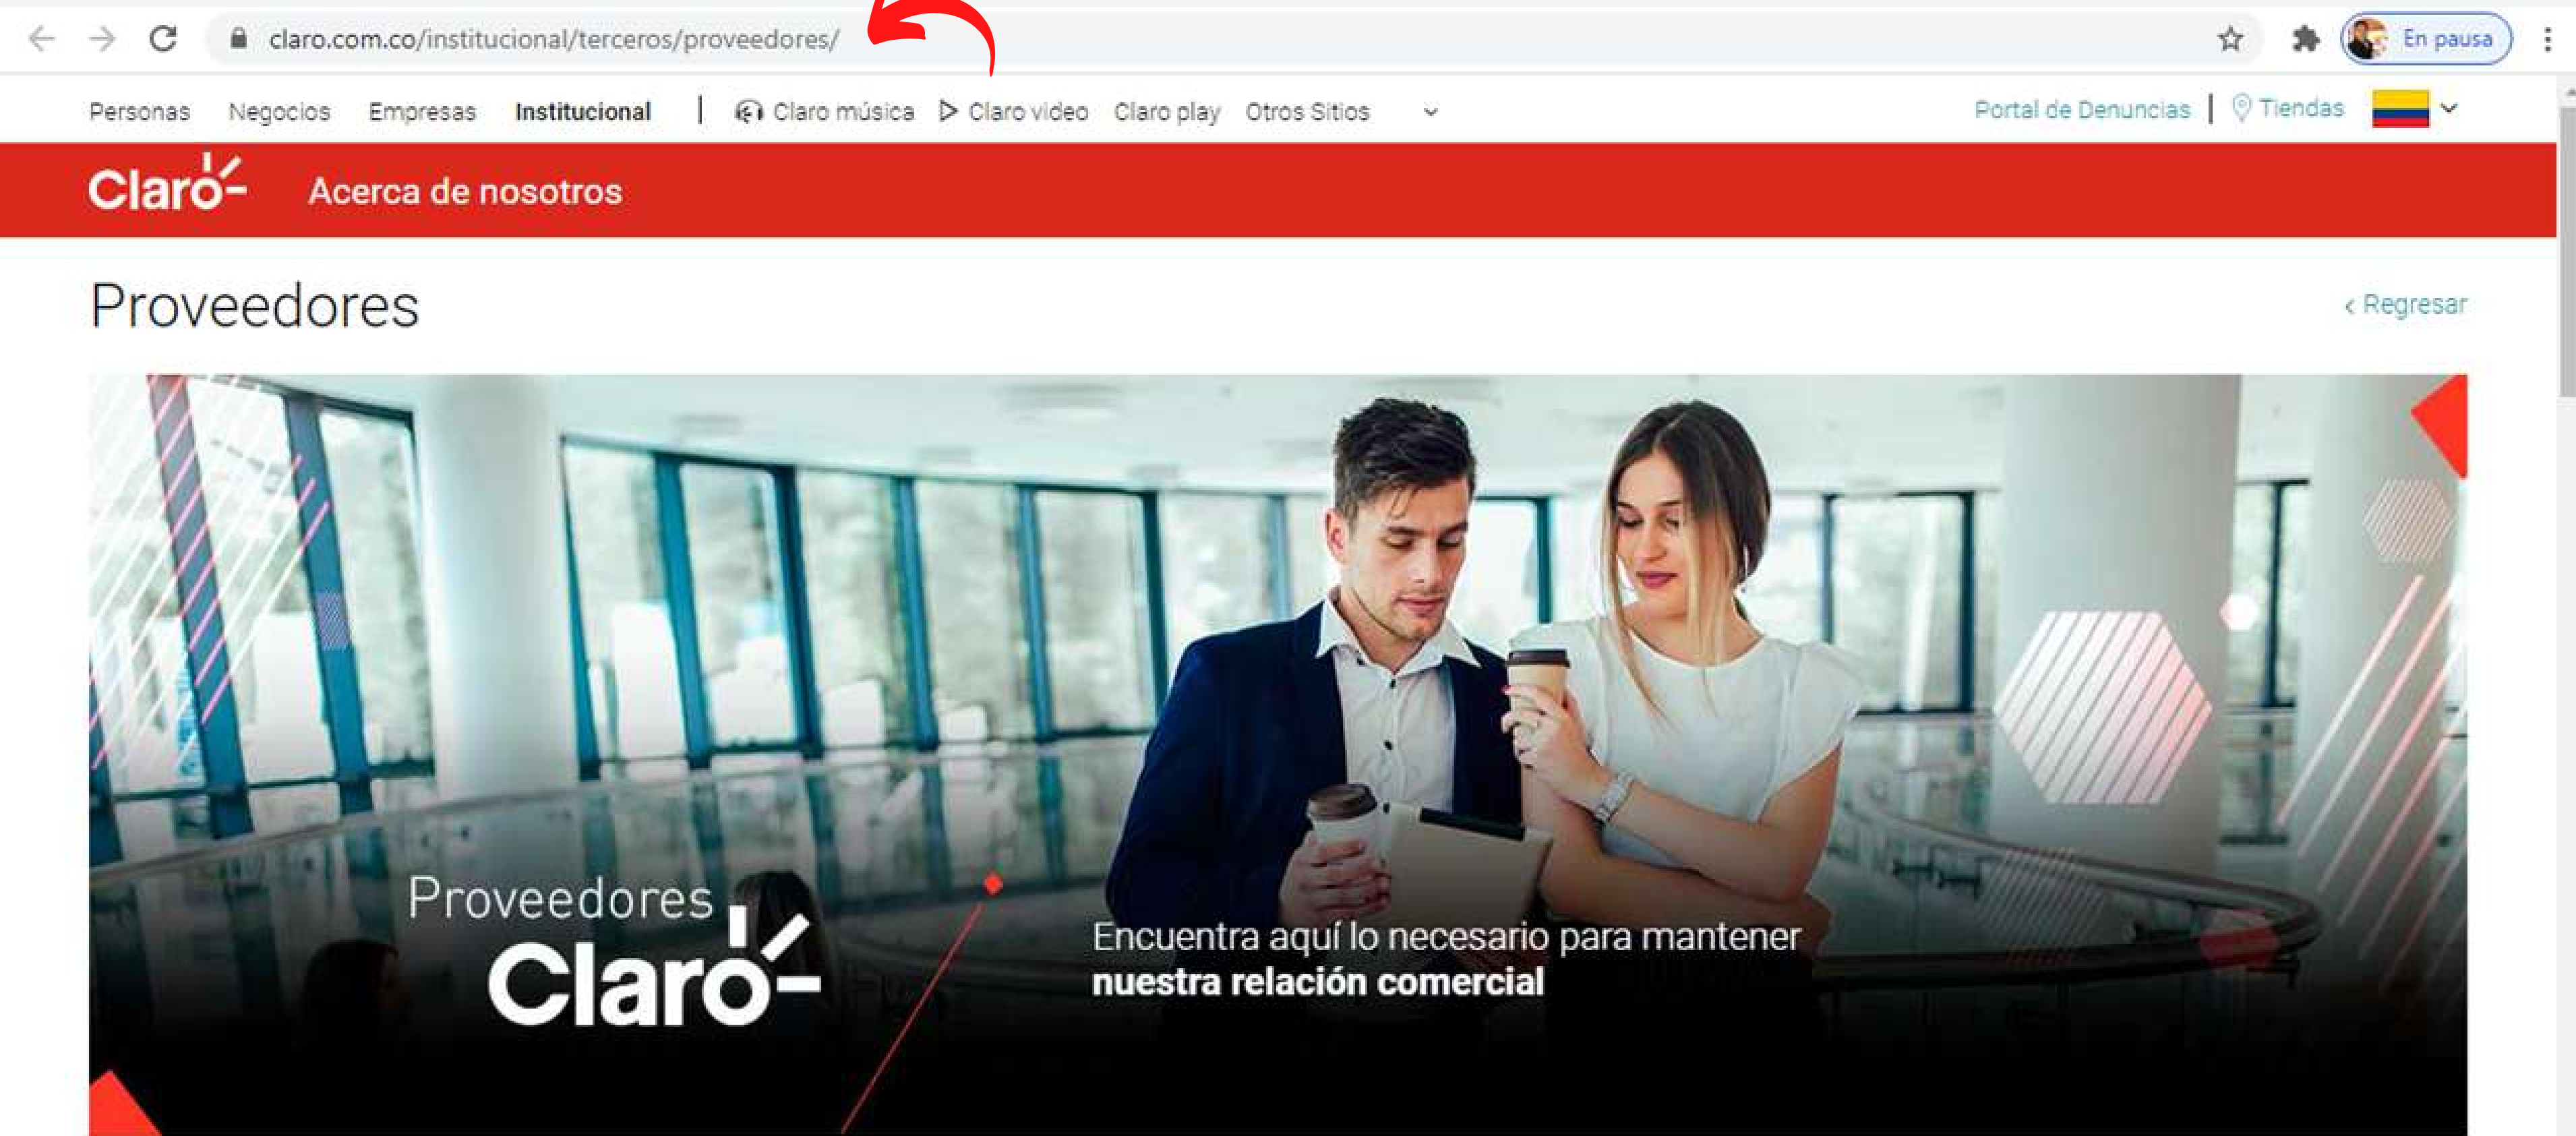 claro.com.co/institucional/terceros/proveedores/
En pausa
Personas Negocios Empresas Institucional | Claro música Claro video Claro play Otros Sitios
Portal de Denuncias | Tiendas
Claro Acerca de nosotros
Proveedores
< Regresar
Proveedores
Claro
Encuentra aquí lo necesario para mantener
nuestra relación comercial